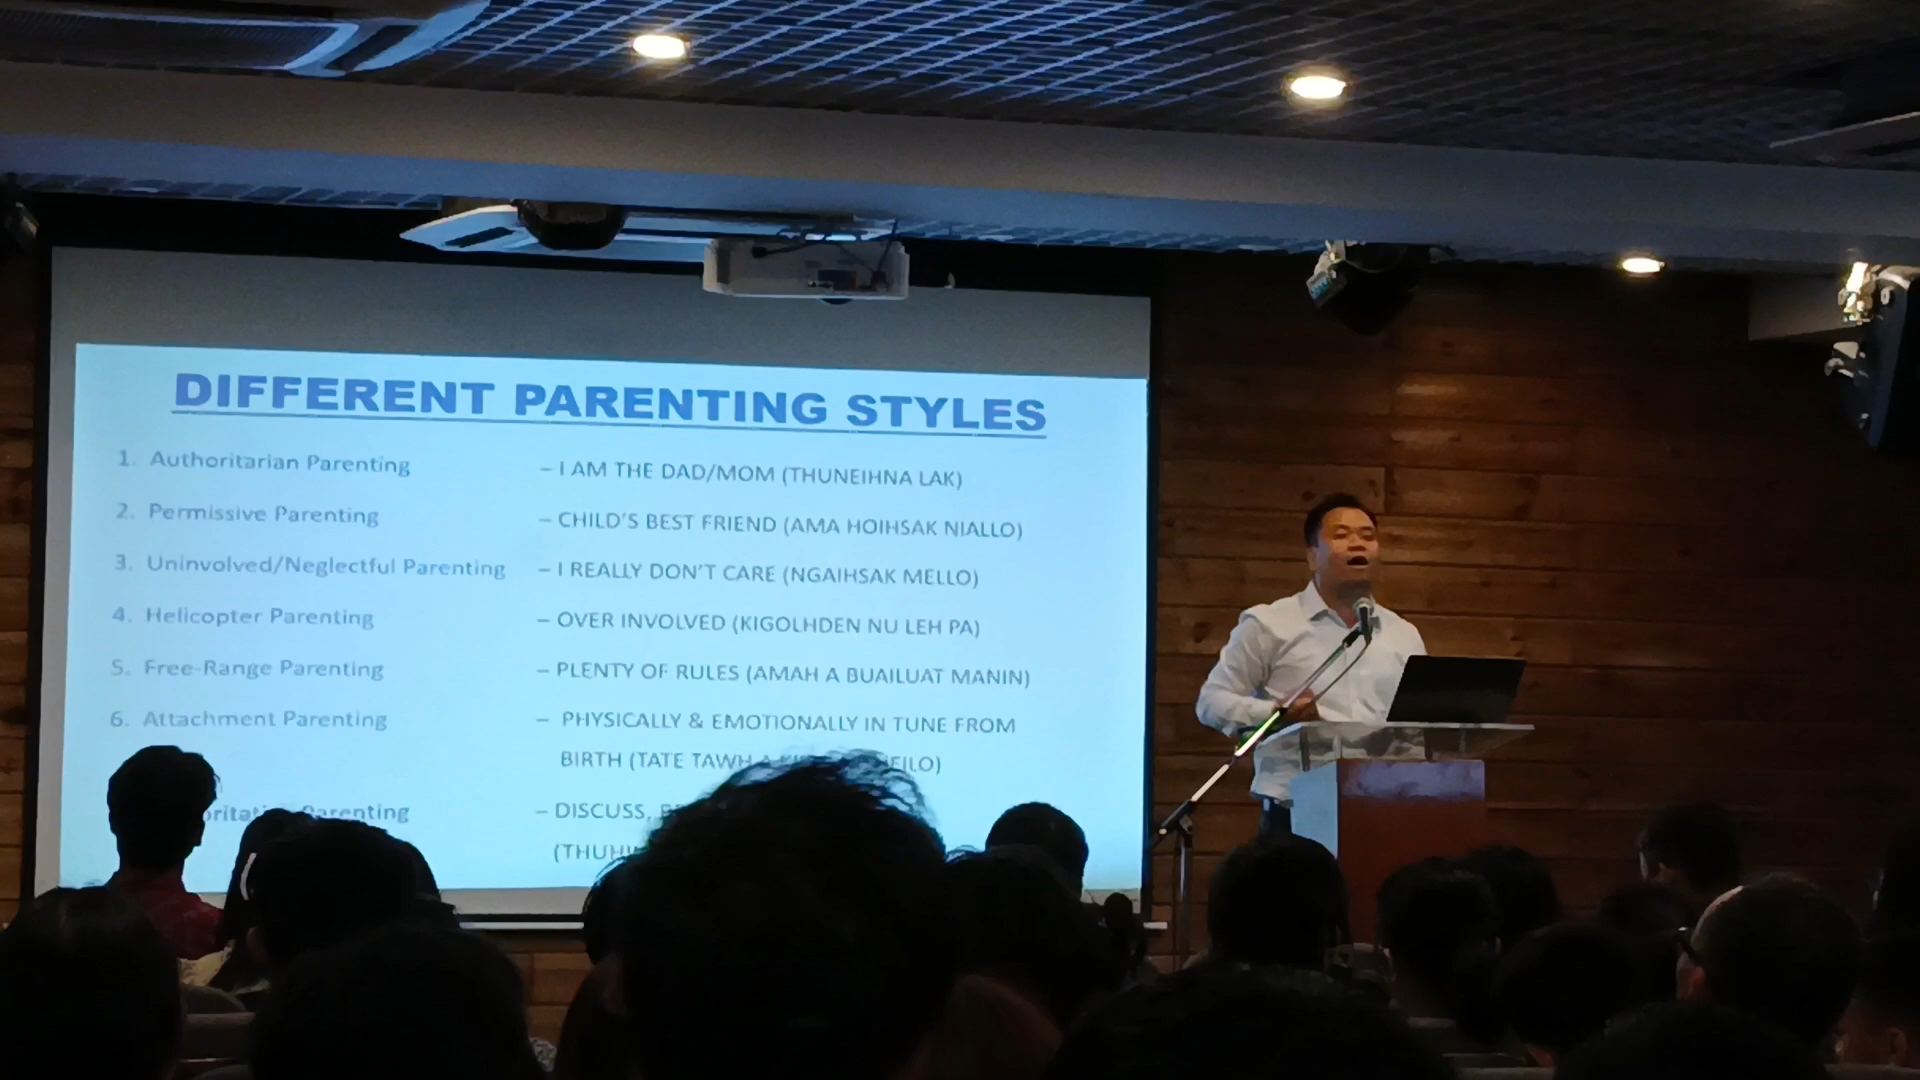 DIFFERENT PARENTING STYLES
1. Authoritarian Parenting – I AM THE DAD/MOM (THUNEIHNA LAK)
2. Permissive Parenting – CHILD'S BEST FRIEND (AMA HOIHSAK NIALLO)
3. Uninvolved/Neglectful Parenting – I REALLY DON'T CARE (NGAIHSAK MELLO)
4. Helicopter Parenting – OVER INVOLVED (KIGOLHDEN NU LEH PA)
5. Free-Range Parenting – PLENTY OF RULES (AMAH A BUAILUAT MANIN)
6. Attachment Parenting – PHYSICALLY & EMOTIONALLY IN TUNE FROM
BIRTH (TATE TAWH
Parenting – DISCUSS,